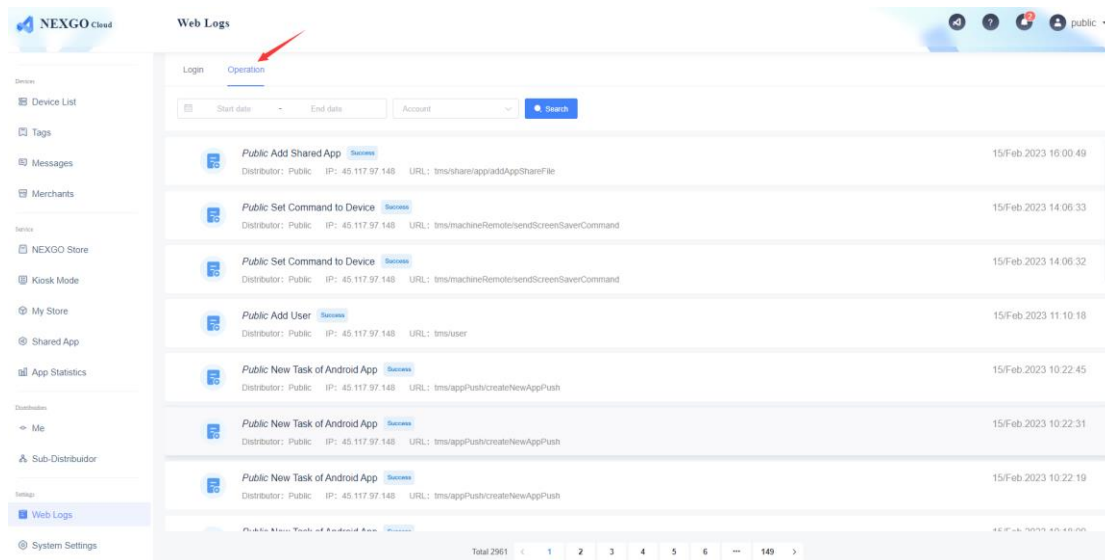 NEXGO Cloud
Web Logs
2
?
public
Login
Operation
Devices
Device List
Tags
Messages
Merchants
Service
NEXGO Store
Kiosk Mode
My Store
Shared App
App Statistics
Distribution
Me
Sub-Distribuidor
Settings
Web Logs
System Settings
Start date - End date
Account
Search
Public Add Shared App Success 15/Feb.2023 16:00:49
Distributor: Public IP: 45.117.97.148 URL: tms/share/app/addAppShareFile
Public Set Command to Device Success 15/Feb.2023 14:06:33
Distributor: Public IP: 45.117.97.148 URL: tms/machineRemote/sendScreenSaverCommand
Public Set Command to Device Success 15/Feb.2023 14:06:32
Distributor: Public IP: 45.117.97.148 URL: tms/machineRemote/sendScreenSaverCommand
Public Add User Success 15/Feb.2023 11:10:18
Distributor: Public IP: 45.117.97.148 URL: tms/user
Public New Task of Android App Success 15/Feb.2023 10:22:45
Distributor: Public IP: 45.117.97.148 URL: tms/appPush/createNewAppPush
Public New Task of Android App Success 15/Feb.2023 10:22:31
Distributor: Public IP: 45.117.97.148 URL: tms/appPush/createNewAppPush
Public New Task of Android App Success 15/Feb.2023 10:22:19
Distributor: Public IP: 45.117.97.148 URL: tms/appPush/createNewAppPush
Public New Task of Android App
Total 2961 < 1 2 3 4 5 6 ••• 149 >